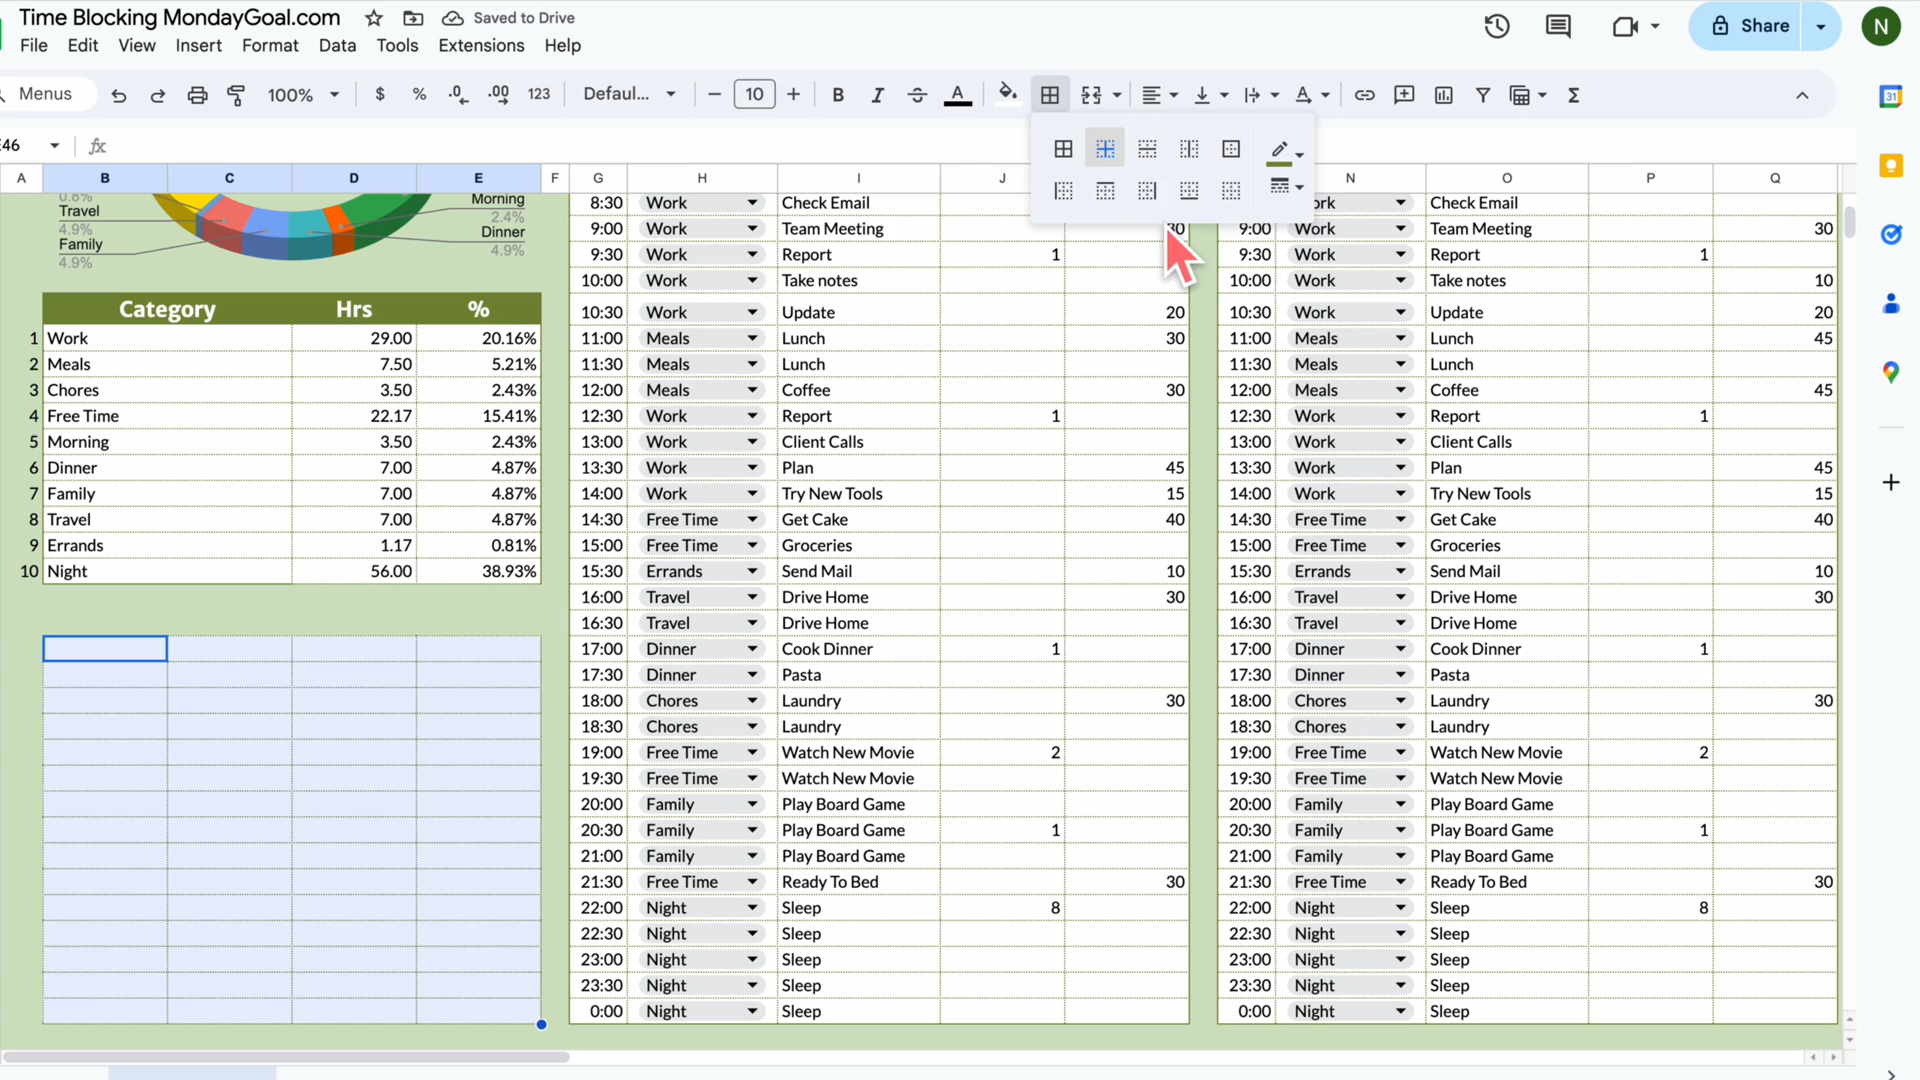 Time Blocking MondayGoal.com Saved to Drive
File Edit View Insert Format Data Tools Extensions Help
Share
N
Menus 100% $ % .0 .00 123 Defaul... 10 B I S A
31
fx
A B C D E F G H I J N O P Q
0.8%
Travel
4.9%
Family
4.9%
Morning
2.4%
Dinner
4.9%
Category Hrs %
1 Work 29.00 20.16%
2 Meals 7.50 5.21%
3 Chores 3.50 2.43%
4 Free Time 22.17 15.41%
5 Morning 3.50 2.43%
6 Dinner 7.00 4.87%
7 Family 7.00 4.87%
8 Travel 7.00 4.87%
9 Errands 1.17 0.81%
10 Night 56.00 38.93%
8:30 Work Check Email
9:00 Work Team Meeting 30
9:30 Work Report 1
10:00 Work Take notes
10:30 Work Update 20
11:00 Meals Lunch 30
11:30 Meals Lunch
12:00 Meals Coffee 30
12:30 Work Report 1
13:00 Work Client Calls
13:30 Work Plan 45
14:00 Work Try New Tools 15
14:30 Free Time Get Cake 40
15:00 Free Time Groceries
15:30 Errands Send Mail 10
16:00 Travel Drive Home 30
16:30 Travel Drive Home
17:00 Dinner Cook Dinner 1
17:30 Dinner Pasta
18:00 Chores Laundry 30
18:30 Chores Laundry
19:00 Free Time Watch New Movie 2
19:30 Free Time Watch New Movie
20:00 Family Play Board Game
20:30 Family Play Board Game 1
21:00 Family Play Board Game
21:30 Free Time Ready To Bed 30
22:00 Night Sleep 8
22:30 Night Sleep
23:00 Night Sleep
23:30 Night Sleep
0:00 Night Sleep
Check Email
9:00 Work Team Meeting 30
9:30 Work Report 1
10:00 Work Take notes 10
10:30 Work Update 20
11:00 Meals Lunch 45
11:30 Meals Lunch
12:00 Meals Coffee 45
12:30 Work Report 1
13:00 Work Client Calls
13:30 Work Plan 45
14:00 Work Try New Tools 15
14:30 Free Time Get Cake 40
15:00 Free Time Groceries
15:30 Errands Send Mail 10
16:00 Travel Drive Home 30
16:30 Travel Drive Home
17:00 Dinner Cook Dinner 1
17:30 Dinner Pasta
18:00 Chores Laundry 30
18:30 Chores Laundry
19:00 Free Time Watch New Movie 2
19:30 Free Time Watch New Movie
20:00 Family Play Board Game
20:30 Family Play Board Game 1
21:00 Family Play Board Game
21:30 Free Time Ready To Bed 30
22:00 Night Sleep 8
22:30 Night Sleep
23:00 Night Sleep
23:30 Night Sleep
0:00 Night Sleep